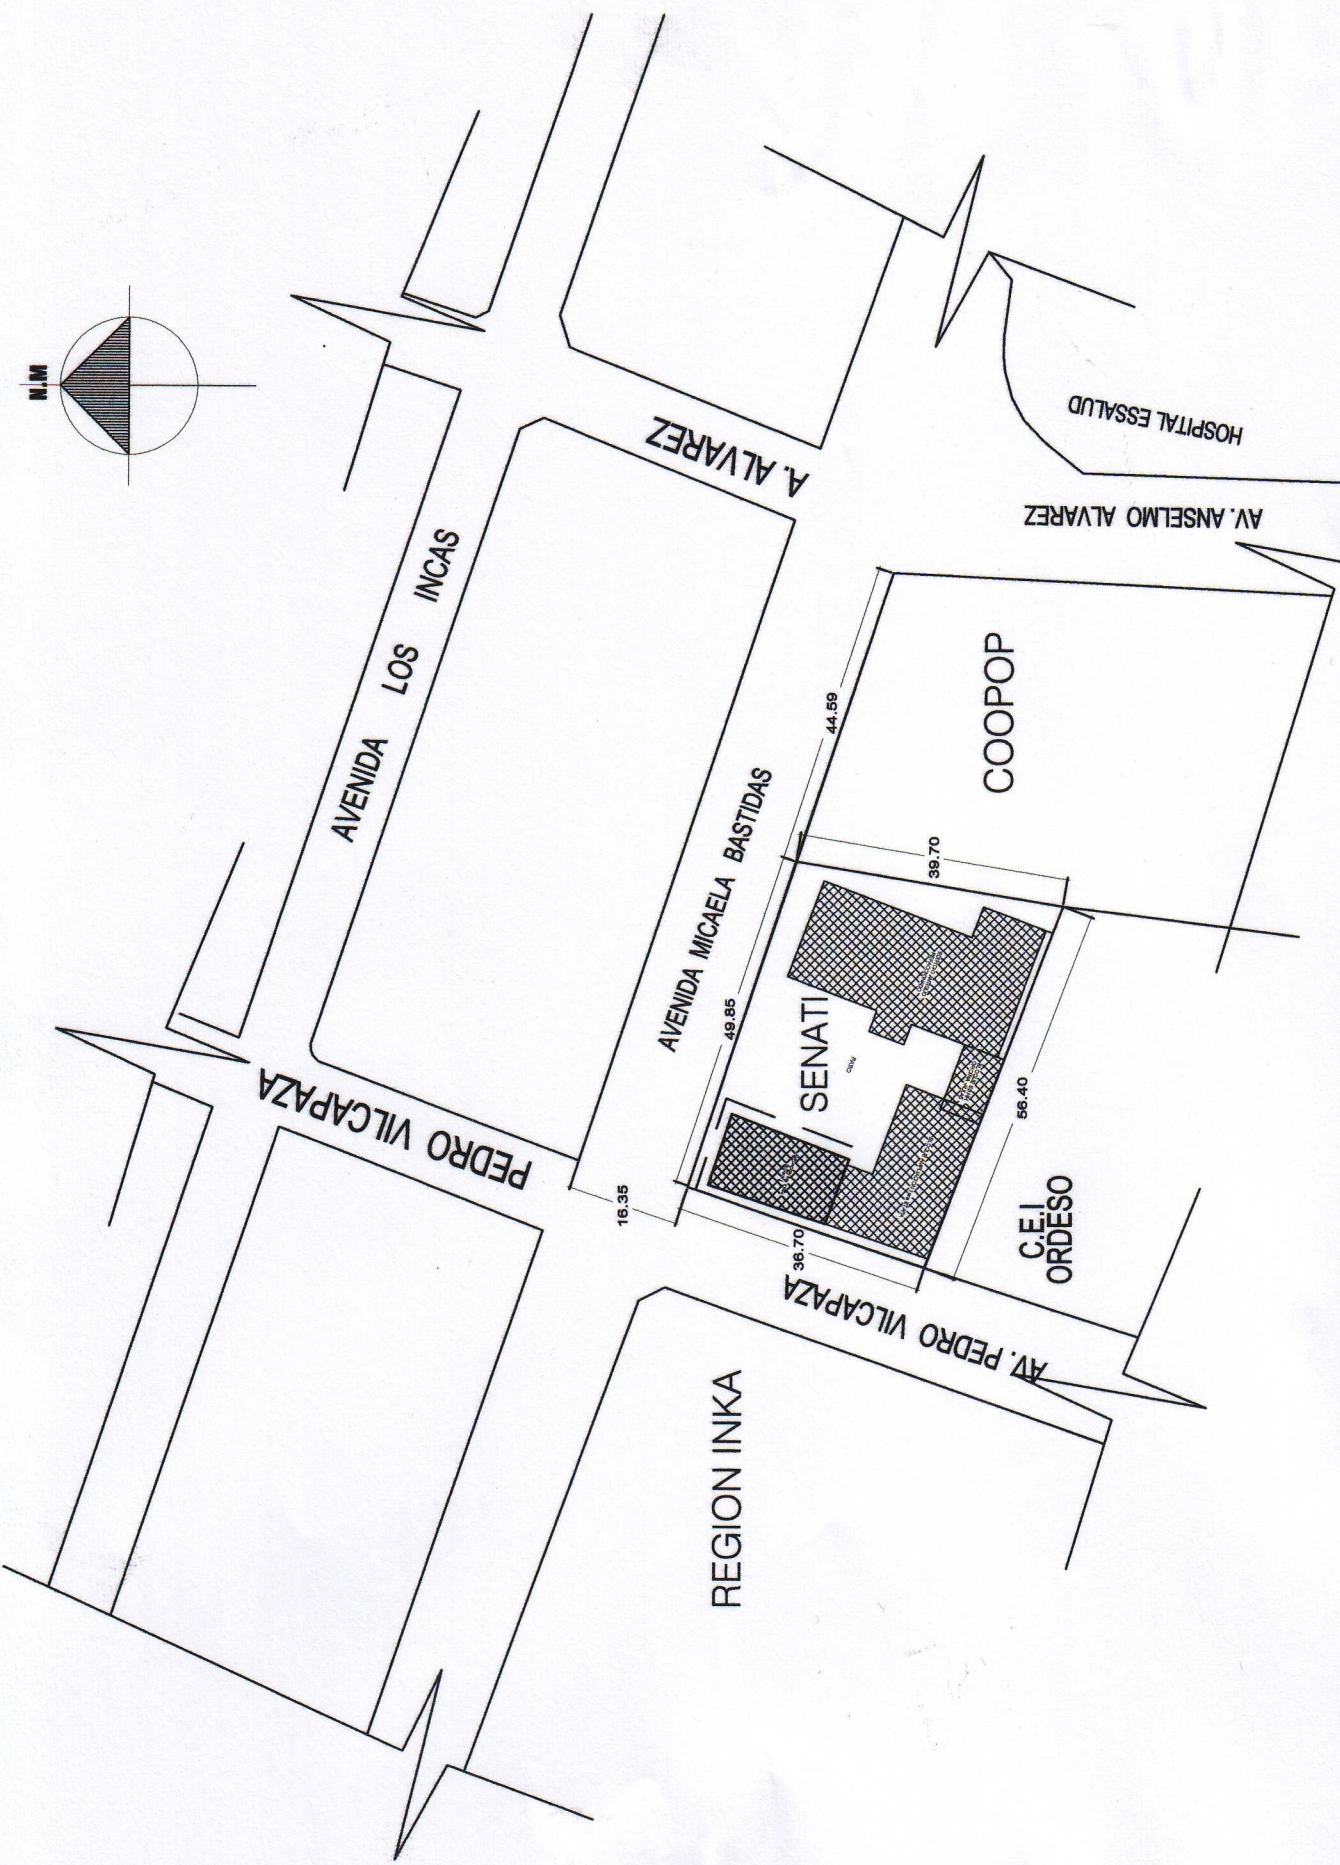 N.M
AVENIDA LOS INCAS
A. ALVAREZ
HOSPITAL ESSALUD
AV. ANSELMO ALVAREZ
PEDRO VILCAPAZA
AVENIDA MICAELA BASTIDAS
44.59
COOPOP
39.70
49.85
SENATI
PATIO
16.35
36.70
56.40
C.E.I
ORDESO
AV. PEDRO VILCAPAZA
REGION INKA